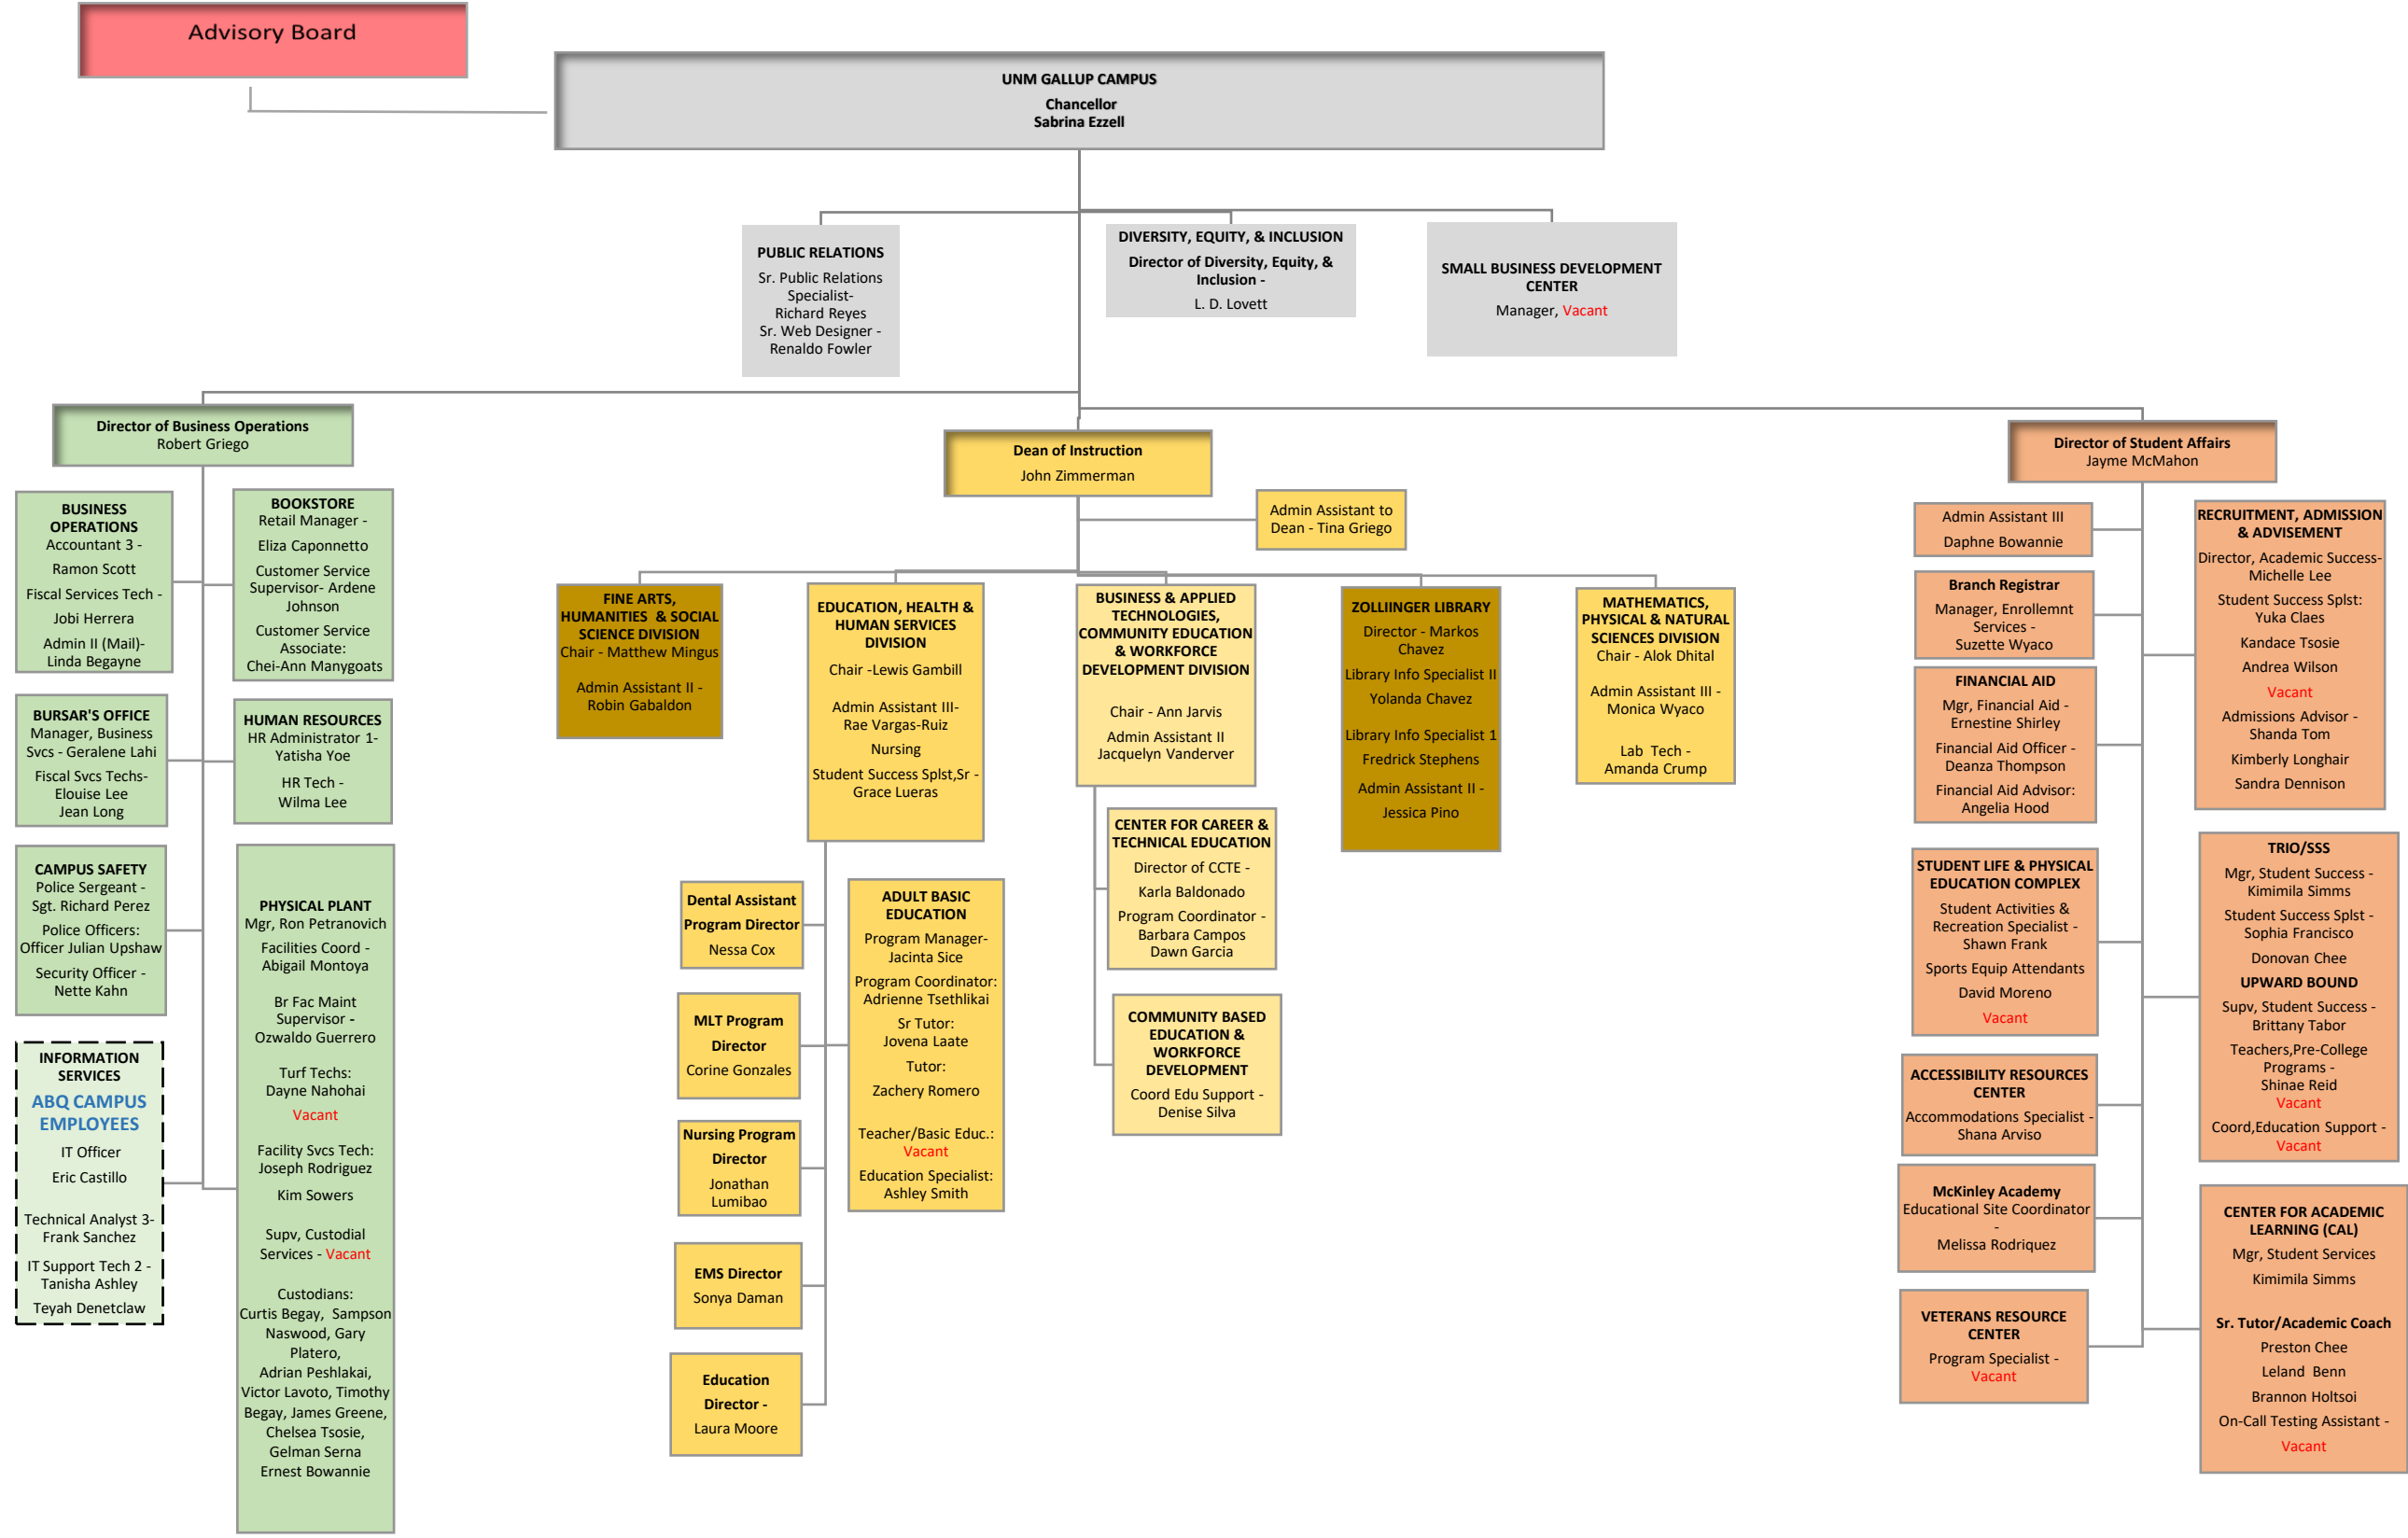 Advisory Board
UNM GALLUP CAMPUS
Chancellor
Sabrina Ezzell
PUBLIC RELATIONS
Sr. Public Relations
Specialist-
Richard Reyes
Sr. Web Designer -
Renaldo Fowler
DIVERSITY, EQUITY, & INCLUSION
Director of Diversity, Equity, &
Inclusion -
L. D. Lovett
SMALL BUSINESS DEVELOPMENT
CENTER
Manager, Vacant
Director of Business Operations
Robert Griego
BUSINESS
OPERATIONS
Accountant 3 -
Ramon Scott
Fiscal Services Tech -
Jobi Herrera
Admin II (Mail)-
Linda Begayne
BOOKSTORE
Retail Manager -
Eliza Caponnetto
Customer Service
Supervisor- Ardene
Johnson
Customer Service
Associate:
Chei-Ann Manygoats
BURSAR'S OFFICE
Manager, Business
Svcs - Geralene Lahi
Fiscal Svcs Techs-
Elouise Lee
Jean Long
HUMAN RESOURCES
HR Administrator 1-
Yatisha Yoe
HR Tech -
Wilma Lee
CAMPUS SAFETY
Police Sergeant -
Sgt. Richard Perez
Police Officers:
Officer Julian Upshaw
Security Officer -
Nette Kahn
PHYSICAL PLANT
Mgr, Ron Petranovich
Facilities Coord -
Abigail Montoya
Br Fac Maint
Supervisor -
Ozwaldo Guerrero
Turf Techs:
Dayne Nahohai
Vacant
Facility Svcs Tech:
Joseph Rodriguez
Kim Sowers
Supv, Custodial
Services - Vacant
Custodians:
Curtis Begay,  Sampson
Naswood, Gary
Platero,
Adrian Peshlakai,
Victor Lavoto, Timothy
Begay, James Greene,
Chelsea Tsosie,
Gelman Serna
Ernest Bowannie
INFORMATION
SERVICES
ABQ CAMPUS
EMPLOYEES
IT Officer
Eric Castillo
Technical Analyst 3-
Frank Sanchez
IT Support Tech 2 -
Tanisha Ashley
Teyah Denetclaw
Dean of Instruction
John Zimmerman
Admin Assistant to
Dean - Tina Griego
FINE ARTS,
HUMANITIES  & SOCIAL
SCIENCE DIVISION
Chair - Matthew Mingus
Admin Assistant II -
Robin Gabaldon
EDUCATION, HEALTH &
HUMAN SERVICES
DIVISION
Chair -Lewis Gambill
Admin Assistant III-
Rae Vargas-Ruiz
Nursing
Student Success Splst,Sr -
Grace Lueras
BUSINESS & APPLIED
TECHNOLOGIES,
COMMUNITY EDUCATION
& WORKFORCE
DEVELOPMENT DIVISION
Chair - Ann Jarvis
Admin Assistant II
Jacquelyn Vanderver
ZOLLIINGER LIBRARY
Director - Markos
Chavez
Library Info Specialist II
Yolanda Chavez
Library Info Specialist 1
Fredrick Stephens
Admin Assistant II -
Jessica Pino
MATHEMATICS,
PHYSICAL & NATURAL
SCIENCES DIVISION
Chair - Alok Dhital
Admin Assistant III -
Monica Wyaco
Lab  Tech -
Amanda Crump
Dental Assistant
Program Director
Nessa Cox
MLT Program
Director
Corine Gonzales
Nursing Program
Director
Jonathan
Lumibao
EMS Director
Sonya Daman
Education
Director -
Laura Moore
ADULT BASIC
EDUCATION
Program Manager-
Jacinta Sice
Program Coordinator:
Adrienne Tsethlikai
Sr Tutor:
Jovena Laate
Tutor:
Zachery Romero
Teacher/Basic Educ.:
Vacant
Education Specialist:
Ashley Smith
CENTER FOR CAREER &
TECHNICAL EDUCATION
Director of CCTE -
Karla Baldonado
Program Coordinator -
Barbara Campos
Dawn Garcia
COMMUNITY BASED
EDUCATION &
WORKFORCE
DEVELOPMENT
Coord Edu Support -
Denise Silva
Director of Student Affairs
Jayme McMahon
Admin Assistant III
Daphne Bowannie
Branch Registrar
Manager, Enrollemnt
Services -
Suzette Wyaco
FINANCIAL AID
Mgr, Financial Aid -
Ernestine Shirley
Financial Aid Officer -
Deanza Thompson
Financial Aid Advisor:
Angelia Hood
STUDENT LIFE & PHYSICAL
EDUCATION COMPLEX
Student Activities &
Recreation Specialist -
Shawn Frank
Sports Equip Attendants
David Moreno
Vacant
ACCESSIBILITY RESOURCES
CENTER
Accommodations Specialist -
Shana Arviso
McKinley Academy
Educational Site Coordinator
-
Melissa Rodriquez
VETERANS RESOURCE
CENTER
Program Specialist -
Vacant
RECRUITMENT, ADMISSION
& ADVISEMENT
Director, Academic Success-
Michelle Lee
Student Success Splst:
Yuka Claes
Kandace Tsosie
Andrea Wilson
Vacant
Admissions Advisor -
Shanda Tom
Kimberly Longhair
Sandra Dennison
TRIO/SSS
Mgr, Student Success -
Kimimila Simms
Student Success Splst -
Sophia Francisco
Donovan Chee
UPWARD BOUND
Supv, Student Success -
Brittany Tabor
Teachers,Pre-College
Programs -
Shinae Reid
Vacant
Coord,Education Support -
Vacant
CENTER FOR ACADEMIC
LEARNING (CAL)
Mgr, Student Services
Kimimila Simms
Sr. Tutor/Academic Coach
Preston Chee
Leland  Benn
Brannon Holtsoi
On-Call Testing Assistant -
Vacant